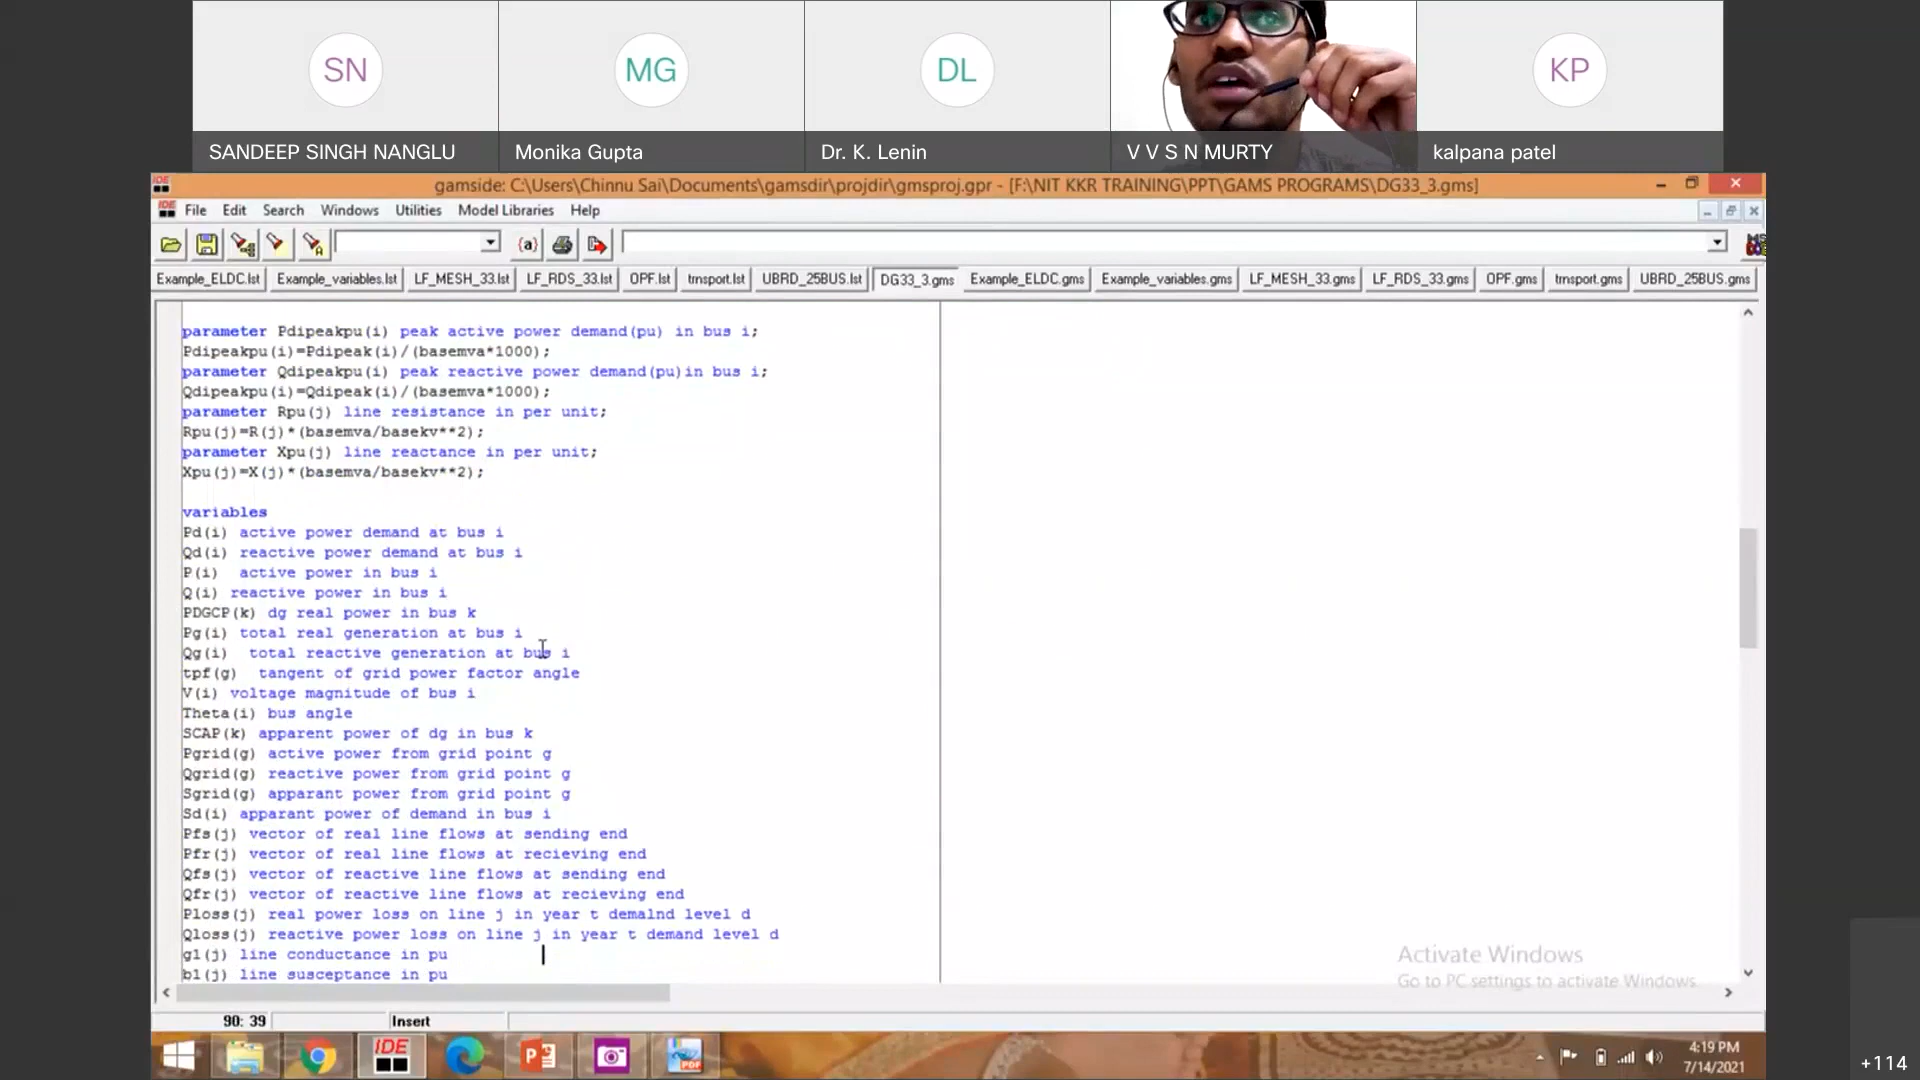 SN
MG
DL
KP
SANDEEP SINGH NANGLU
Monika Gupta
Dr. K. Lenin
V V S N MURTY
kalpana patel
IDE
gamside: C:\Users\Chinnu Sai\Documents\gamsdir\projdir\gmsproj.gpr - [F:\NIT KKR TRAINING\PPT\GAMS PROGRAMS\DG33_3.gms]
IDE
File Edit Search Windows Utilities Model Libraries Help
{a}
Example_ELDC.lst Example_variables.lst LF_MESH_33.lst LF_RDS_33.lst OPF.lst trnsport.lst UBRD_25BUS.lst DG33_3.gms Example_ELDC.gms Example_variables.gms LF_MESH_33.gms LF_RDS_33.gms OPF.gms trnsport.gms UBRD_25BUS.gms
parameter Pdipeakpu(i) peak active power demand(pu) in bus i;
Pdipeakpu(i)=Pdipeak(i)/(basemva*1000);
parameter Qdipeakpu(i) peak reactive power demand(pu)in bus i;
Qdipeakpu(i)=Qdipeak(i)/(basemva*1000);
parameter Rpu(j) line resistance in per unit;
Rpu(j)=R(j)*(basemva/basekv**2);
parameter Xpu(j) line reactance in per unit;
Xpu(j)=X(j)*(basemva/basekv**2);
variables
Pd(i) active power demand at bus i
Qd(i) reactive power demand at bus i
P(i) active power in bus i
Q(i) reactive power in bus i
PDGCP(k) dg real power in bus k
Pg(i) total real generation at bus i
Qg(i) total reactive generation at bus i
tpf(g) tangent of grid power factor angle
V(i) voltage magnitude of bus i
Theta(i) bus angle
SCAP(k) apparent power of dg in bus k
Pgrid(g) active power from grid point g
Qgrid(g) reactive power from grid point g
Sgrid(g) apparant power from grid point g
Sd(i) apparant power of demand in bus i
Pfs(j) vector of real line flows at sending end
Pfr(j) vector of real line flows at recieving end
Qfs(j) vector of reactive line flows at sending end
Qfr(j) vector of reactive line flows at recieving end
Ploss(j) real power loss on line j in year t demalnd level d
Qloss(j) reactive power loss on line j in year t demand level d
gl(j) line conductance in pu
bl(j) line susceptance in pu
Activate Windows
Go to PC settings to activate Windows.
90: 39 Insert
IDE
PDF
4:19 PM
7/14/2021
+114